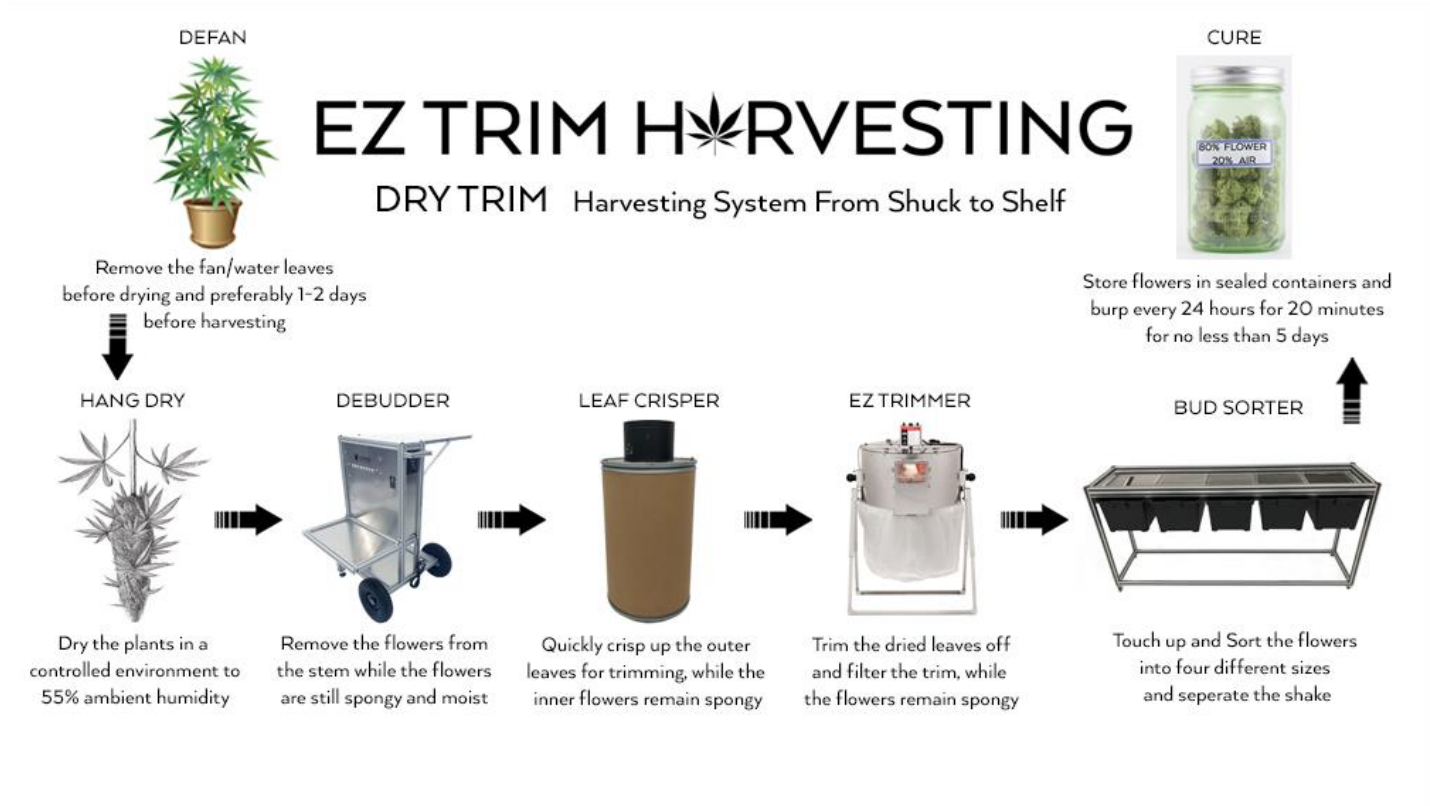 DEFAN
CURE
EZ TRIM HARVESTING
80% FLOWER
20% AIR
DRY TRIM Harvesting System From Shuck to Shelf
Remove the fan/water leaves
before drying and preferably 1-2 days
before harvesting
Store flowers in sealed containers and
burp every 24 hours for 20 minutes
for no less than 5 days
HANG DRY
DEBUDDER
LEAF CRISPER
EZ TRIMMER
BUD SORTER
Dry the plants in a
controlled environment to
55% ambient humidity
Remove the flowers from
the stem while the flowers
are still spongy and moist
Quickly crisp up the outer
leaves for trimming, while the
inner flowers remain spongy
Trim the dried leaves off
and filter the trim, while
the flowers remain spongy
Touch up and Sort the flowers
into four different sizes
and seperate the shake